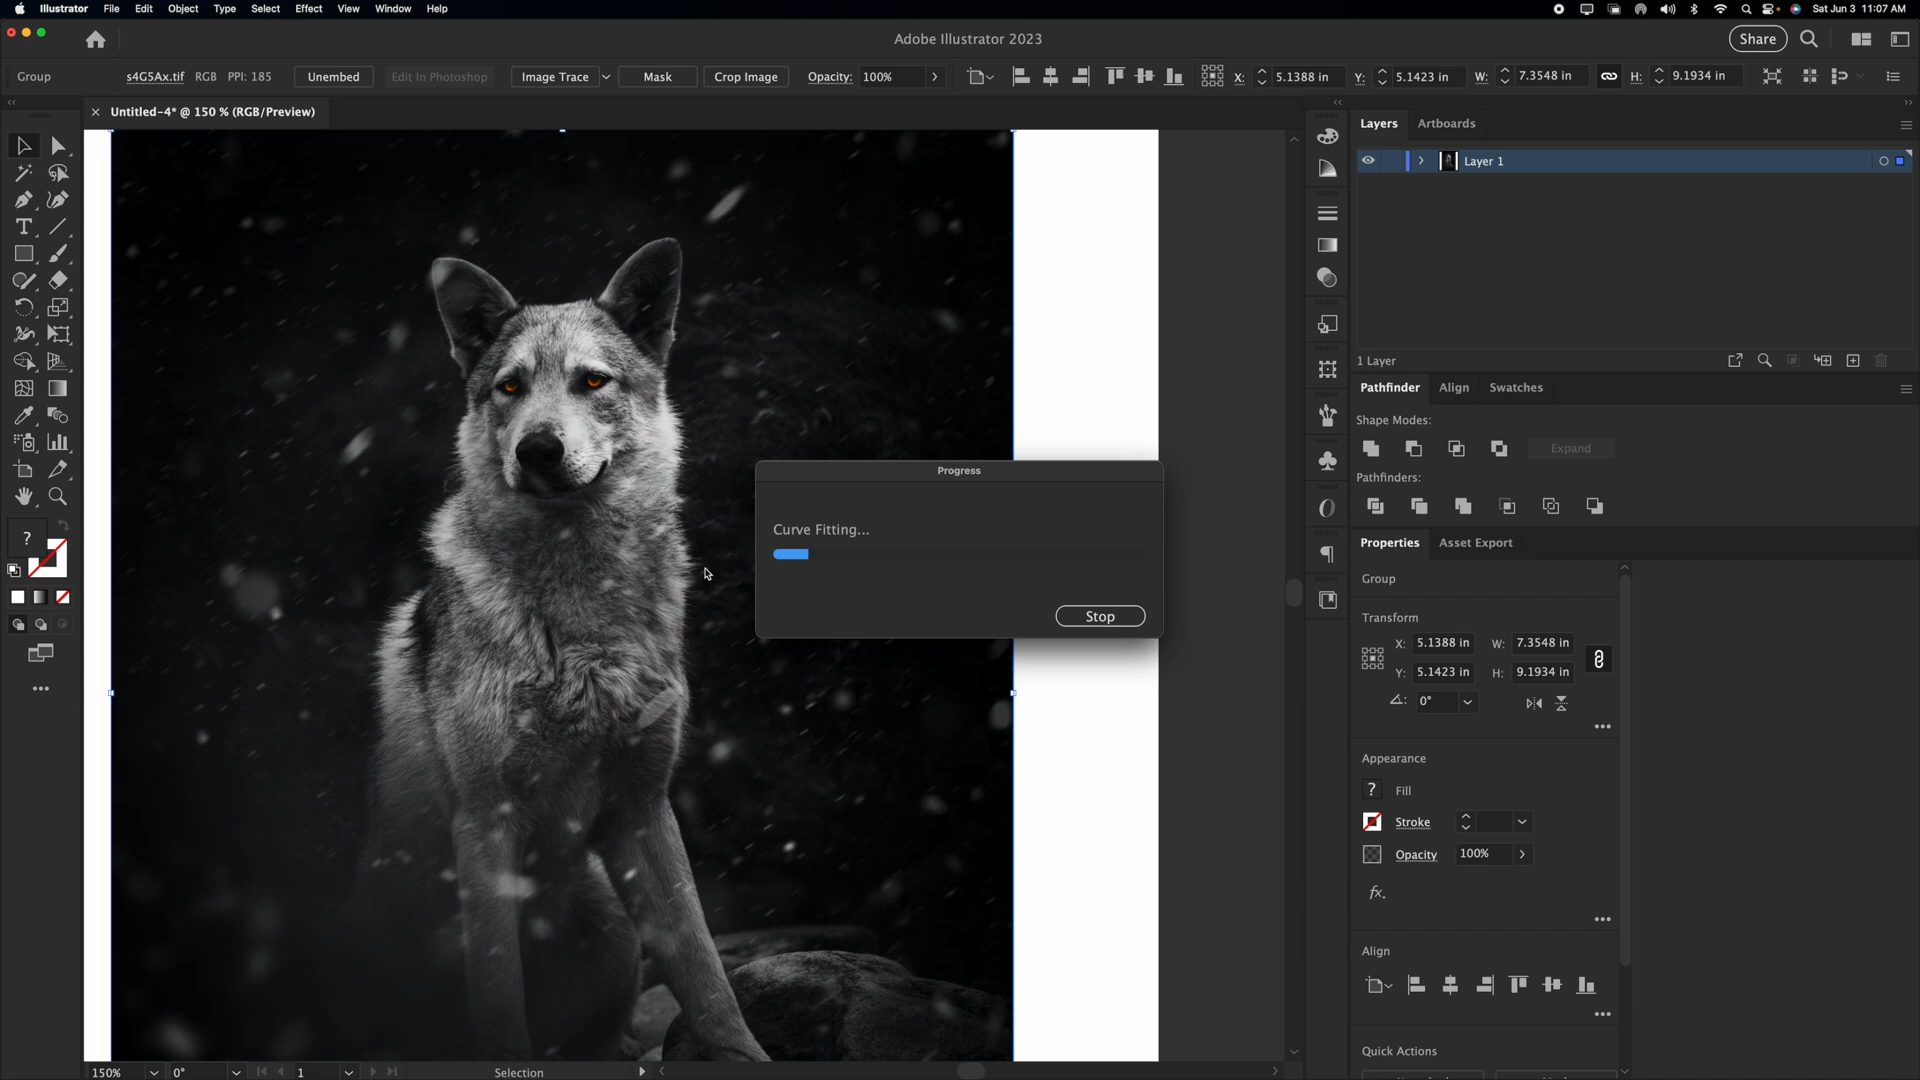 Illustrator File Edit Object Type Select Effect View Window Help
Sat Jun 3 11:07 AM
Adobe Illustrator 2023
Share
Group s4G5Ax.tif RGB PPI: 185 Unembed Edit In Photoshop Image Trace Mask Crop Image Opacity: 100% X: 5.1388 in Y: 5.1423 in W: 7.3548 in H: 9.1934 in
Untitled-4* @ 150 % (RGB/Preview)
Layers Artboards
Layer 1
1 Layer
Pathfinder Align Swatches
Shape Modes:
Expand
Pathfinders:
Progress
Curve Fitting...
Stop
Properties Asset Export
Group
Transform
X: 5.1388 in W: 7.3548 in
Y: 5.1423 in H: 9.1934 in
0°
Appearance
? Fill
Stroke
Opacity 100%
fx.
Align
Quick Actions
150% 0° 1 Selection